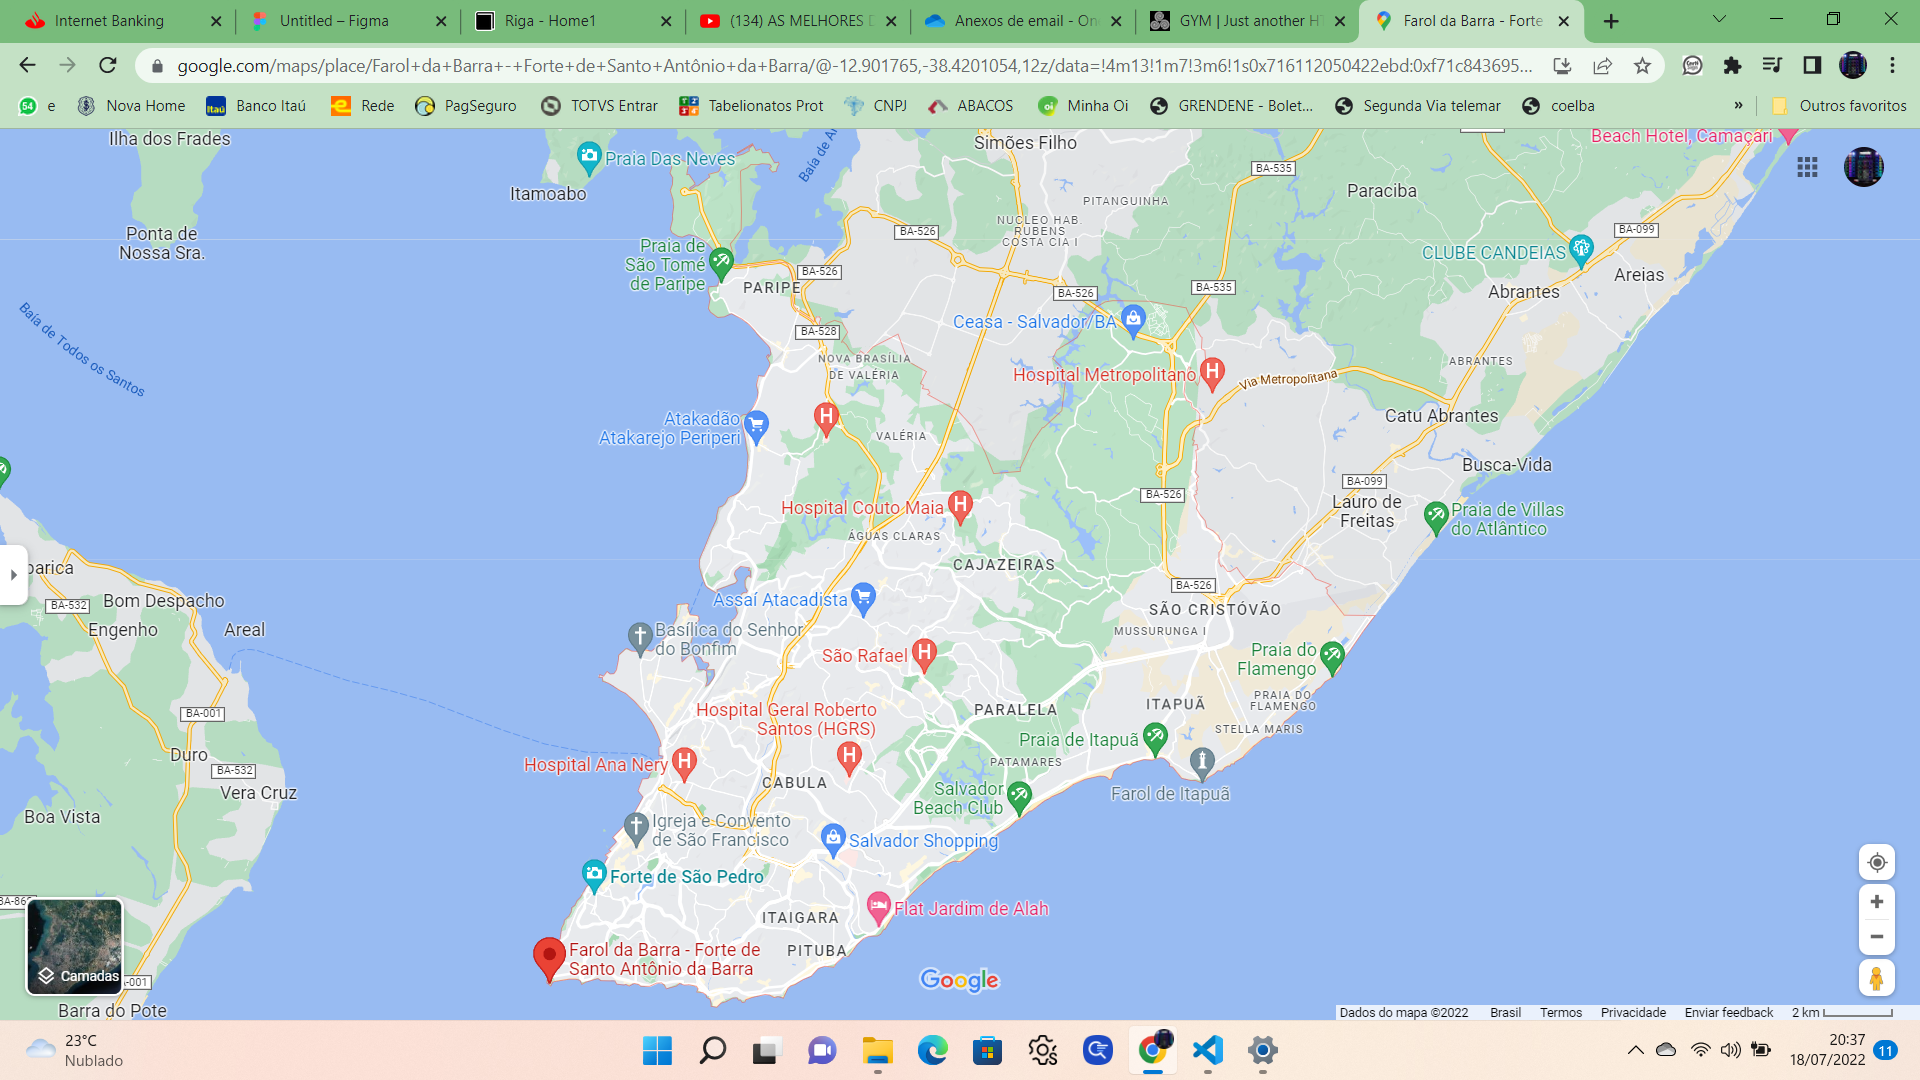 Internet Banking
Untitled – Figma
Riga - Home1
(134) AS MELHORES D
Anexos de email - One
GYM | Just another HT
Farol da Barra - Forte
google.com/maps/place/Farol+da+Barra+-+Forte+de+Santo+Antônio+da+Barra/@-12.901765,-38.4201054,12z/data=!4m13!1m7!3m6!1s0x716112050422ebd:0xf71c843695...
54
e
Nova Home
Banco Itaú
Rede
PagSeguro
TOTVS Entrar
Tabelionatos Prot
CNPJ
ABACOS
Minha Oi
GRENDENE - Bolet...
Segunda Via telemar
coelba
»
Outros favoritos
Ilha dos Frades
Praia Das Neves
Itamoabo
Baía de Ar
Simões Filho
Beach Hotel, Camaçari
BA-535
Paraciba
PITANGUINHA
NUCLEO HAB.
RUBENS
COSTA CIA I
BA-526
BA-099
Ponta de
Nossa Sra.
Praia de
São Tomé
de Paripe
CLUBE CANDEIAS
Areias
BA-526
PARIPE
BA-526
BA-535
Abrantes
Baía de Todos os Santos
Ceasa - Salvador/BA
BA-528
NOVA BRASÍLIA
DE VALÉRIA
ABRANTES
Hospital Metropolitano
Via Metropolitana
Atakadão
Atakarejo Periperi
VALÉRIA
Catu Abrantes
Busca-Vida
BA-099
BA-526
Hospital Couto Maia
Lauro de
Freitas
Praia de Villas
do Atlântico
ÁGUAS CLARAS
CAJAZEIRAS
parica
BA-526
BA-532
Bom Despacho
Assaí Atacadista
SÃO CRISTÓVÃO
Engenho
Areal
Basílica do Senhor
do Bonfim
MUSSURUNGA I
São Rafael
Praia do
Flamengo
PRAIA DO
FLAMENGO
BA-001
Hospital Geral Roberto
Santos (HGRS)
PARALELA
ITAPUÃ
STELLA MARIS
Praia de Itapuã
Duro
BA-532
Hospital Ana Nery
PATAMARES
CABULA
Vera Cruz
Salvador
Beach Club
Farol de Itapuã
Boa Vista
Igreja e Convento
de São Francisco
Salvador Shopping
Forte de São Pedro
BA-86
ITAIGARA
Flat Jardim de Alah
Farol da Barra - Forte de
Santo Antônio da Barra
PITUBA
Camadas
-001
Google
Barra do Pote
Dados do mapa ©2022
Brasil
Termos
Privacidade
Enviar feedback
2 km
23°C
Nublado
20:37
18/07/2022
11